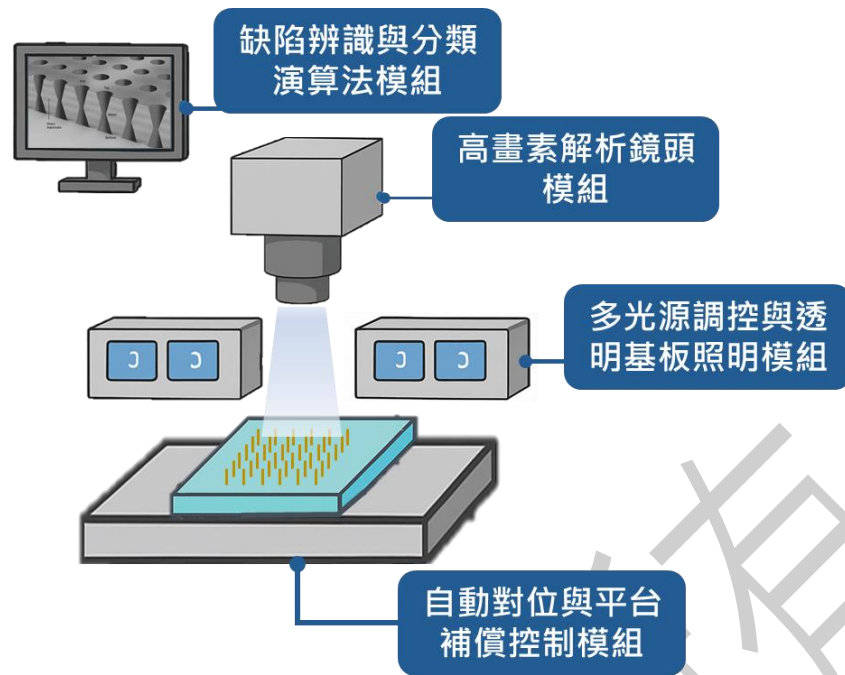 缺陷辨識與分類
演算法模組
高畫素解析鏡頭
模組
多光源調控與透
明基板照明模組
自動對位與平台
補償控制模組